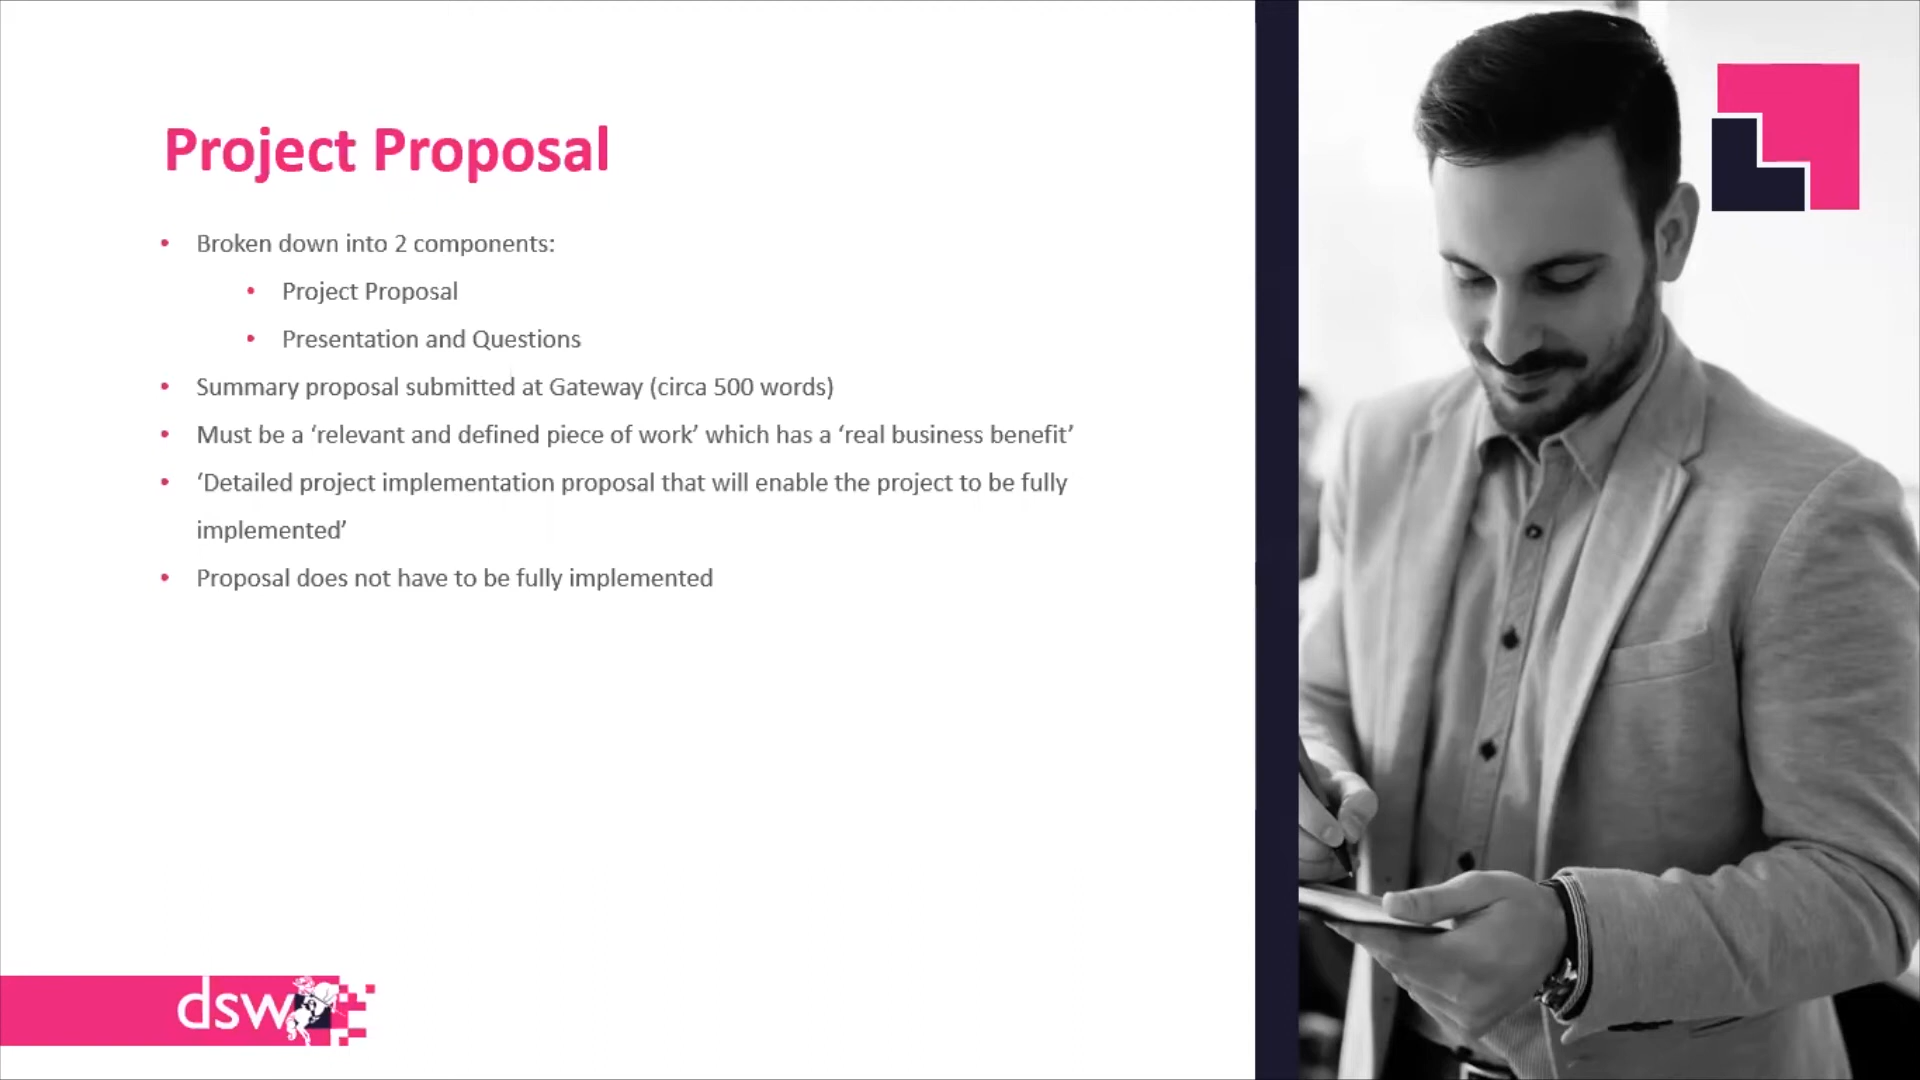 Project Proposal
• Broken down into 2 components:
• Project Proposal
• Presentation and Questions
• Summary proposal submitted at Gateway (circa 500 words)
• Must be a ‘relevant and defined piece of work’ which has a ‘real business benefit’
• ‘Detailed project implementation proposal that will enable the project to be fully
implemented’
• Proposal does not have to be fully implemented
dsw